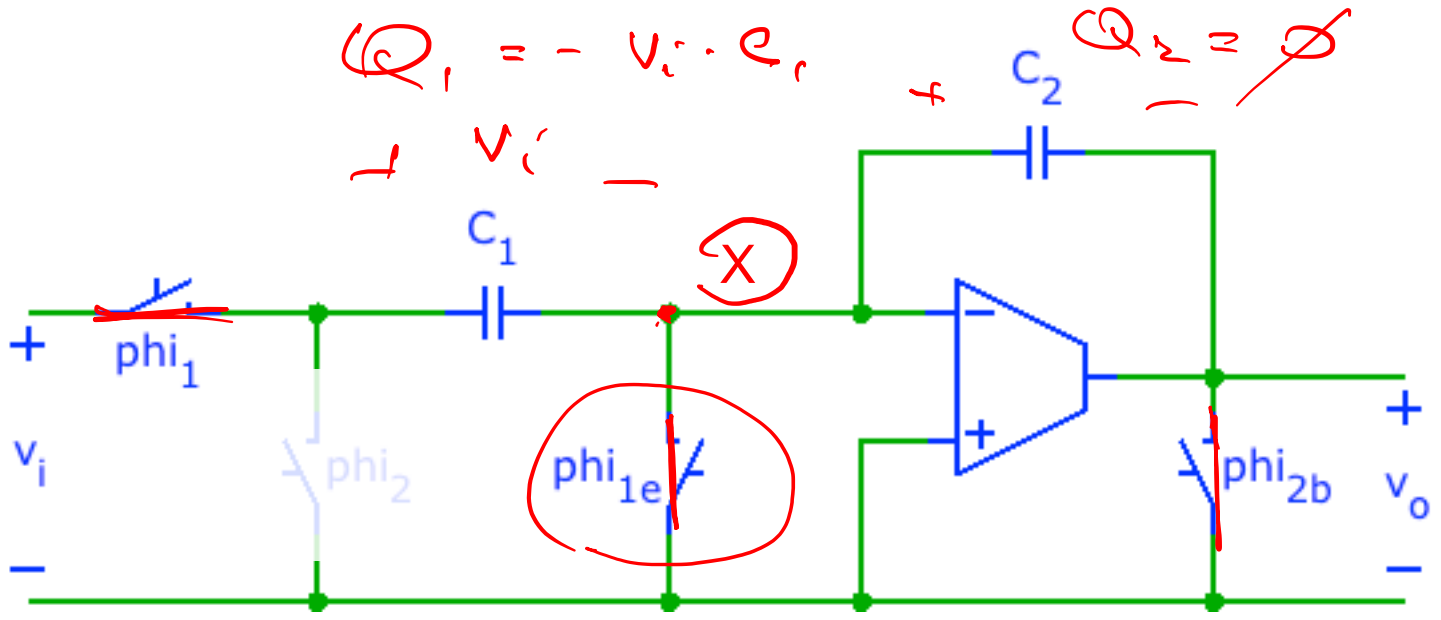 Q₁ = - Vᵢ · C₁
Q₂ = ∅
+ Vᵢ −
+ −
C₂
C₁
X
phi₁
phi₂
phi₁ₑ
phi₂b
− +
+ vᵢ −
+ vₒ −